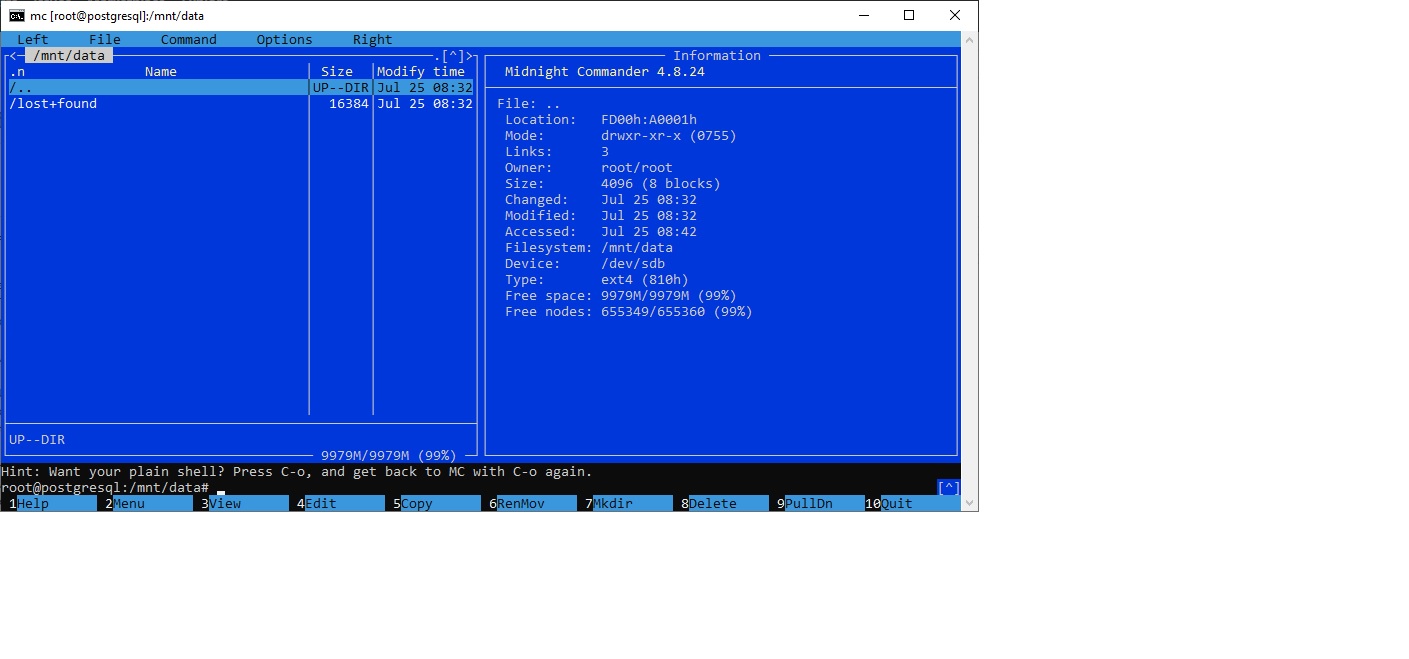 mc [root@postgresql]:/mnt/data
Left File Command Options Right
<─ /mnt/data .[^]>
.n Name Size Modify time
/.. UP--DIR Jul 25 08:32
/lost+found 16384 Jul 25 08:32
UP--DIR
9979M/9979M (99%)
Information
Midnight Commander 4.8.24
File: ..
Location: FD00h:A0001h
Mode: drwxr-xr-x (0755)
Links: 3
Owner: root/root
Size: 4096 (8 blocks)
Changed: Jul 25 08:32
Modified: Jul 25 08:32
Accessed: Jul 25 08:42
Filesystem: /mnt/data
Device: /dev/sdb
Type: ext4 (810h)
Free space: 9979M/9979M (99%)
Free nodes: 655349/655360 (99%)
Hint: Want your plain shell? Press C-o, and get back to MC with C-o again.
root@postgresql:/mnt/data# [^]
1Help 2Menu 3View 4Edit 5Copy 6RenMov 7Mkdir 8Delete 9PullDn 10Quit